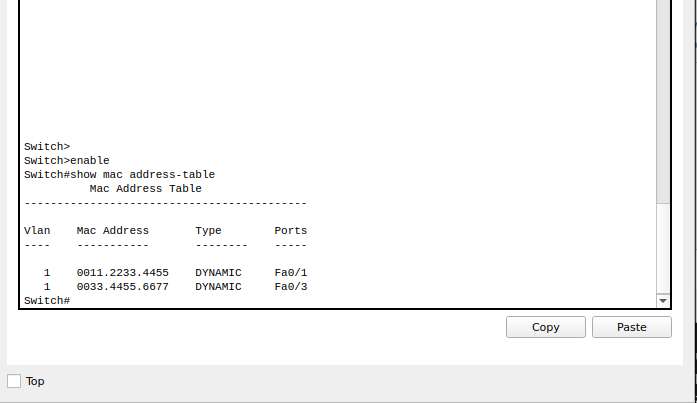 Switch>
Switch>enable
Switch#show mac address-table
Mac Address Table
-------------------------------------------
Vlan    Mac Address       Type        Ports
----    -----------       --------    -----
1    0011.2233.4455    DYNAMIC     Fa0/1
1    0033.4455.6677    DYNAMIC     Fa0/3
Switch#
Copy    Paste
Top